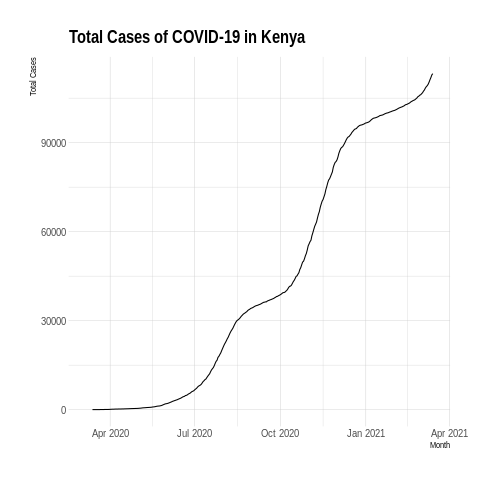 Total Cases of COVID-19 in Kenya
Total Cases
90000
60000
30000
0
Apr 2020 Jul 2020 Oct 2020 Jan 2021 Apr 2021
Month